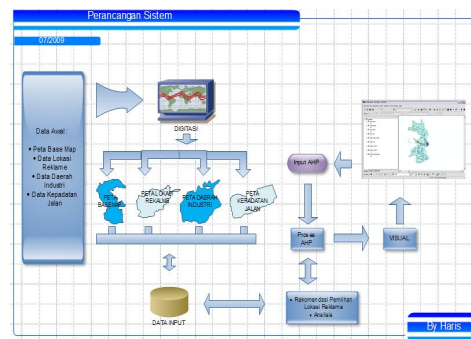 Perancangan Sistem
07/2009
Data Awal :
• Peta Base Map
• Data Lokasi
Reklame
• Data Daerah
Industri
• Data Kepadatan
Jalan
DIGITASI
PETA
BASEMAP
PETA LOKASI
REKALME
PETA DAERAH
INDUSTRI
PETA
KERADATAN
JALAN
Input AHP
Proses
AHP
VISUAL
DATA INPUT
• Rekomendasi Pemilihan
Lokasi Reklame
• Analisis
By Haris